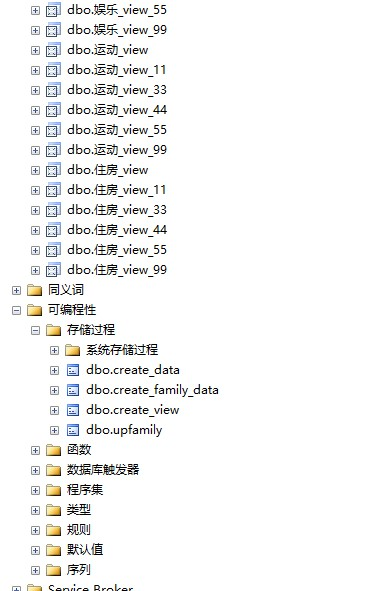 dbo.娱乐_view_55
dbo.娱乐_view_99
dbo.运动_view
dbo.运动_view_11
dbo.运动_view_33
dbo.运动_view_44
dbo.运动_view_55
dbo.运动_view_99
dbo.住房_view
dbo.住房_view_11
dbo.住房_view_33
dbo.住房_view_44
dbo.住房_view_55
dbo.住房_view_99
同义词
可编程性
存储过程
系统存储过程
dbo.create_data
dbo.create_family_data
dbo.create_view
dbo.upfamily
函数
数据库触发器
程序集
类型
规则
默认值
序列
Service Broker